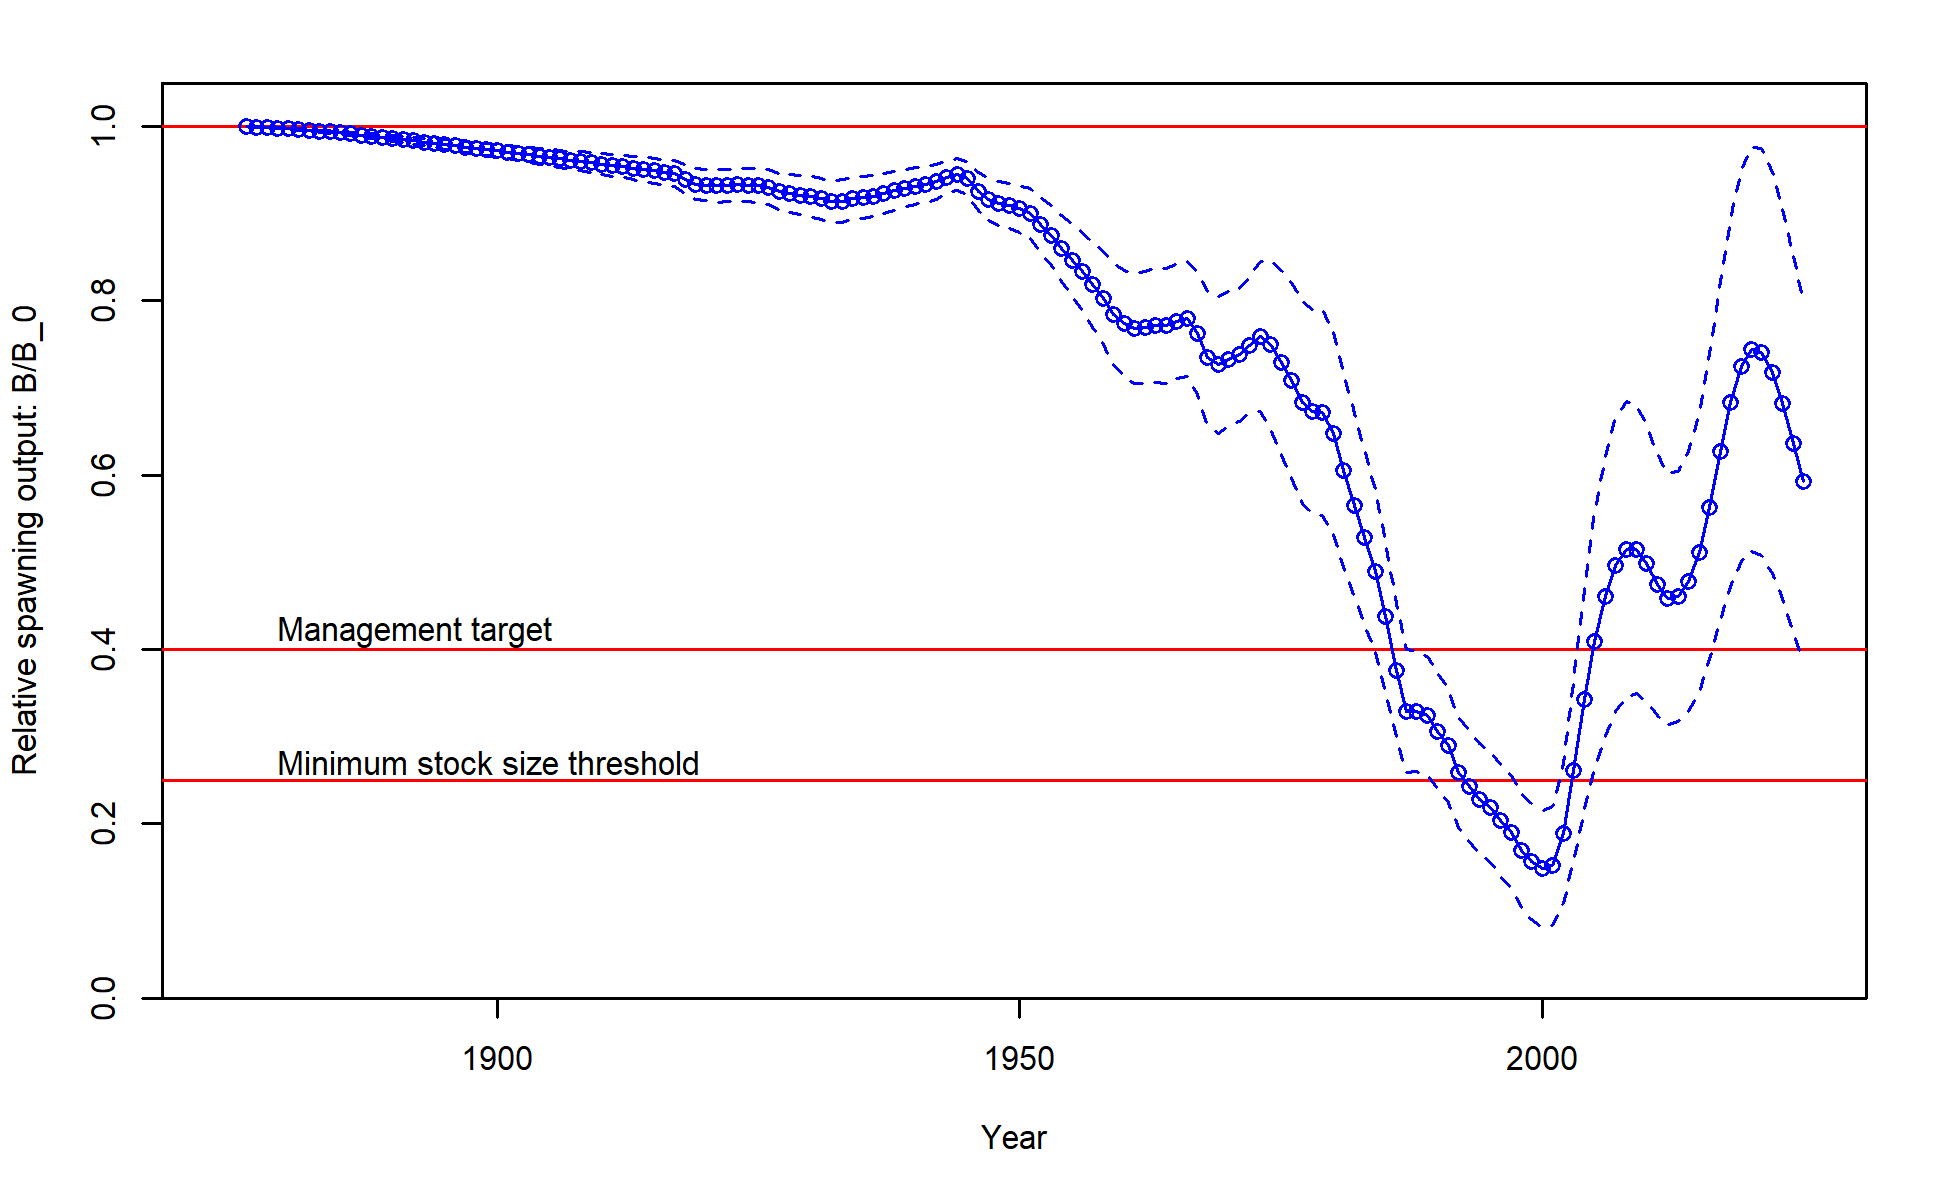 Relative spawning output: B/B_0
1.0
0.8
0.6
0.4
0.2
0.0
Management target
Minimum stock size threshold
1900
1950
2000
Year